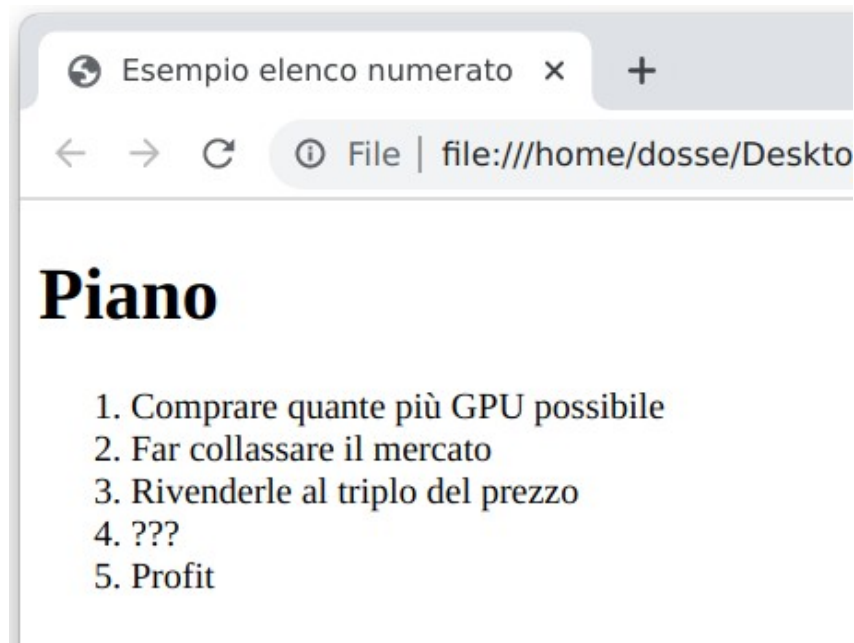 Esempio elenco numerato
File | file:///home/dosse/Deskto
Piano
1. Comprare quante più GPU possibile
2. Far collassare il mercato
3. Rivenderle al triplo del prezzo
4. ???
5. Profit